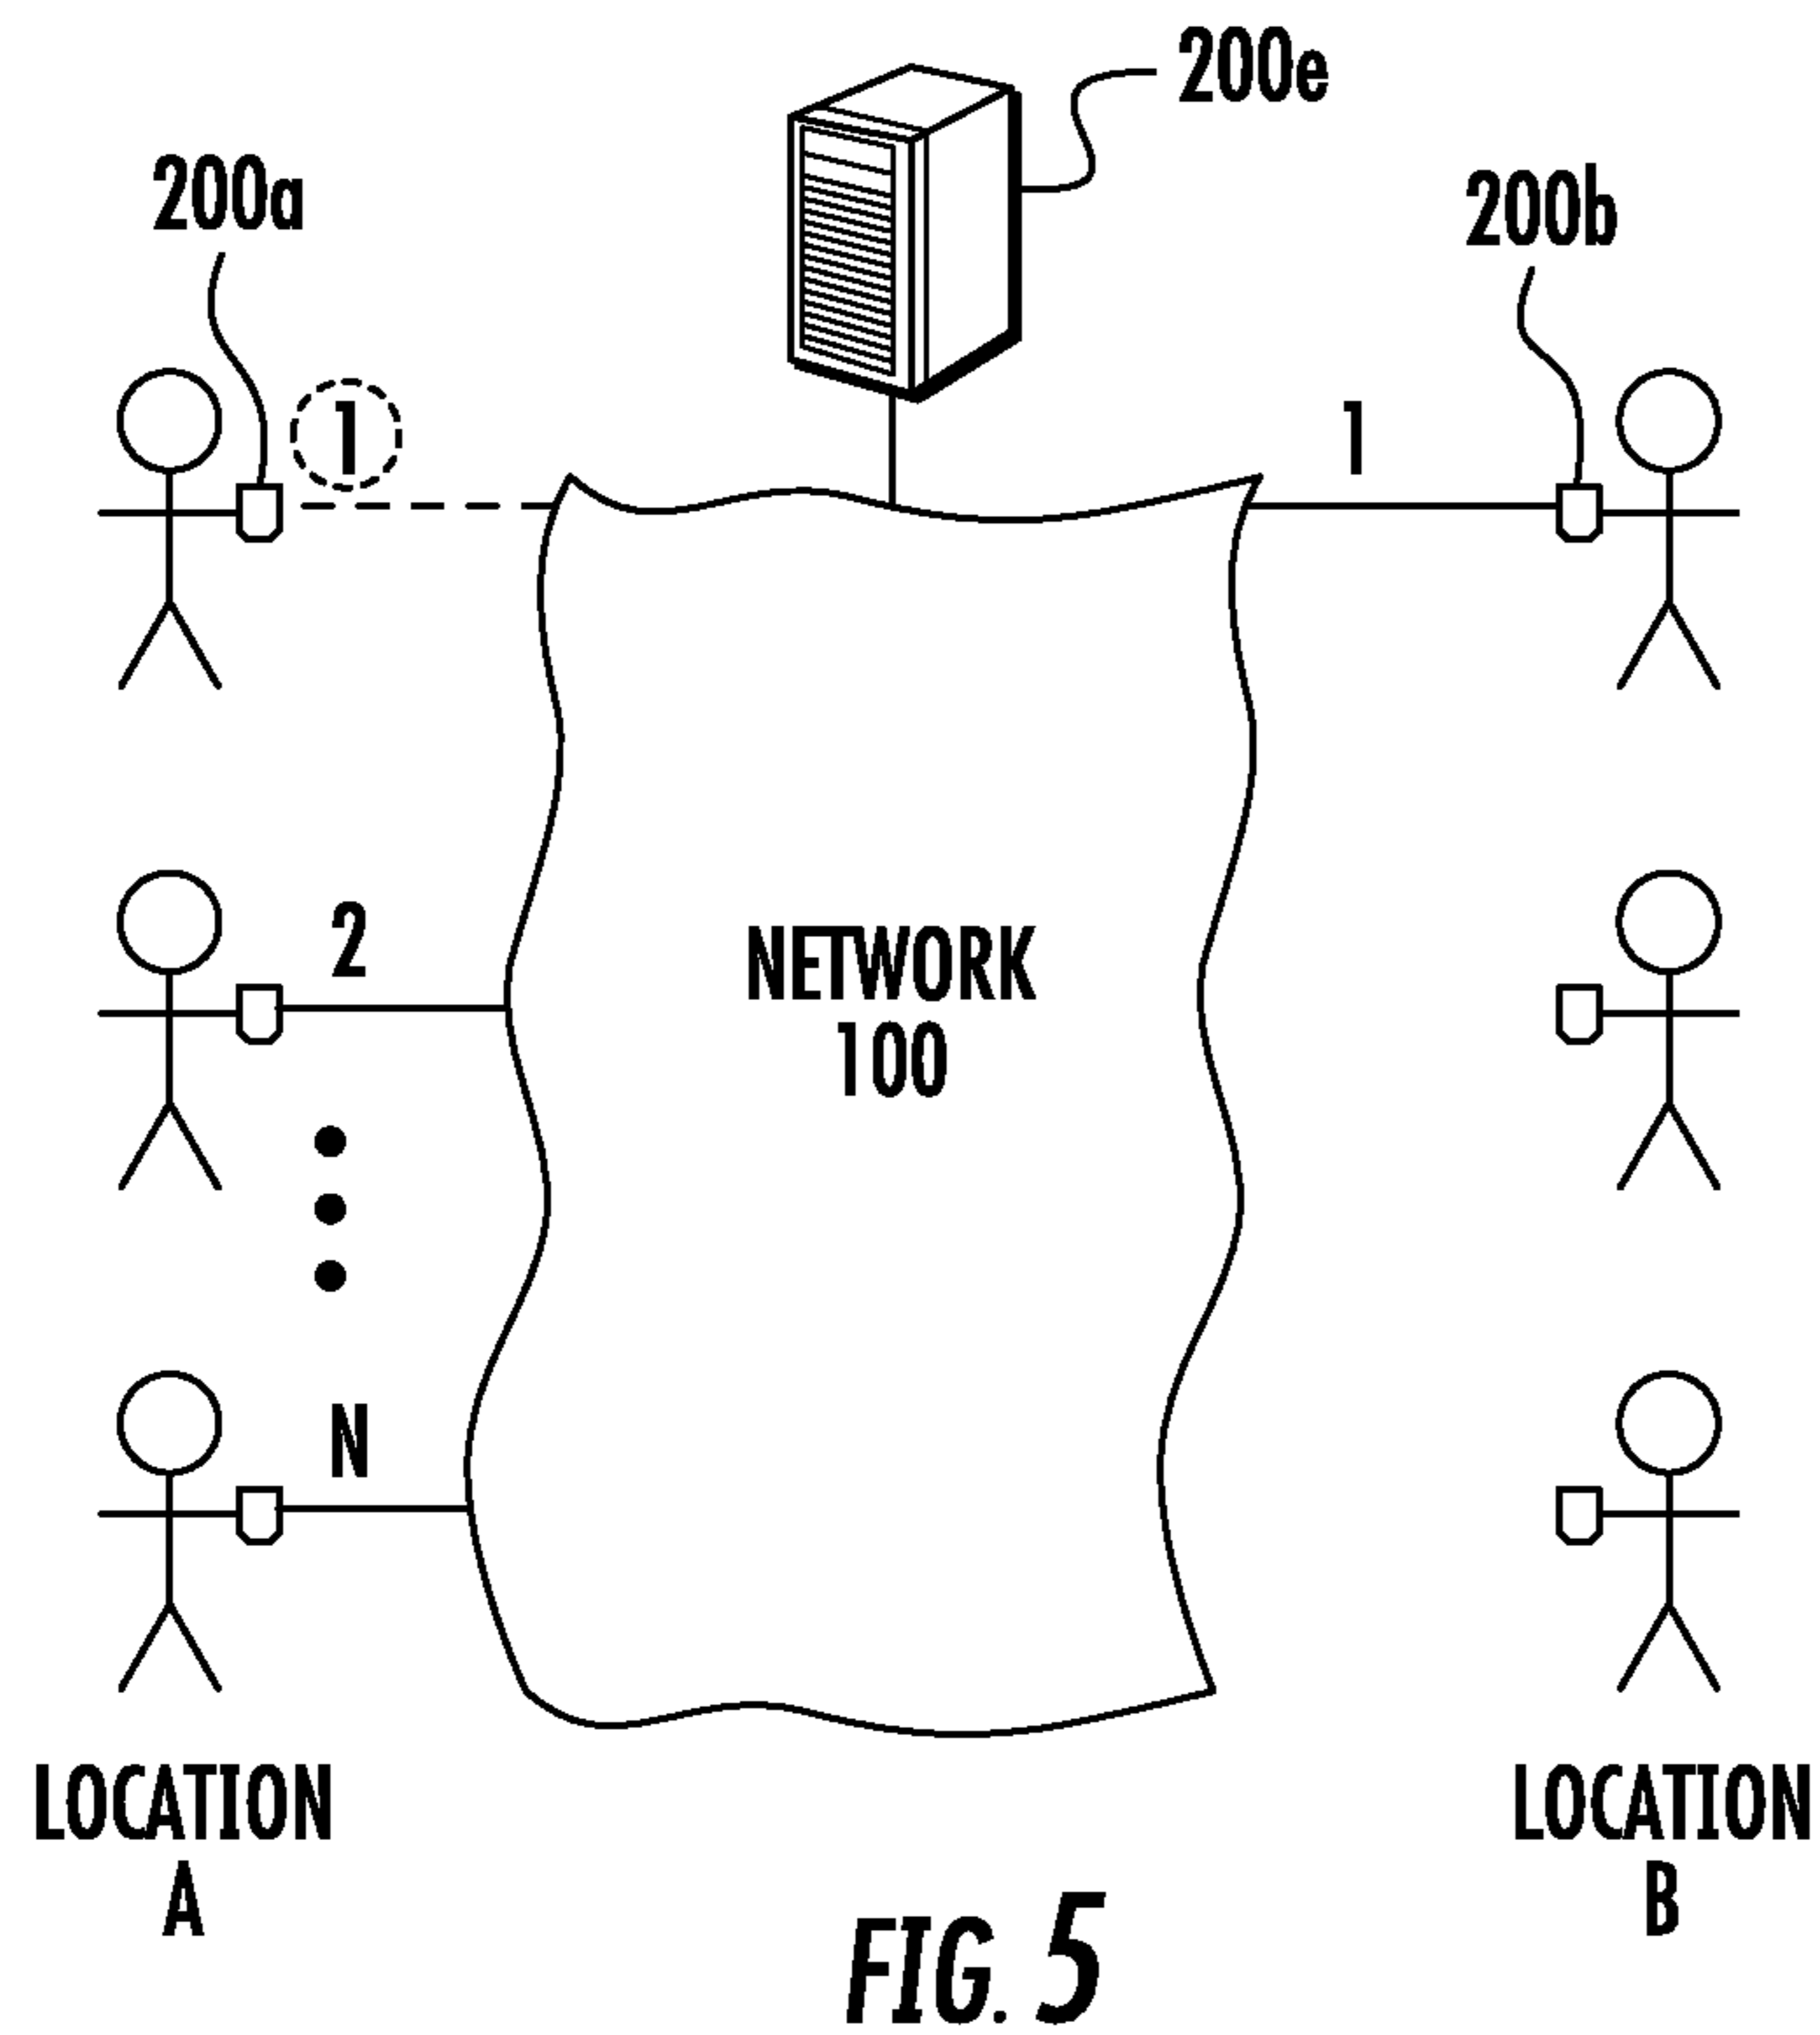 200e
200a
200b
1
1
2
NETWORK
100
N
LOCATION
A
LOCATION
B
FIG. 5